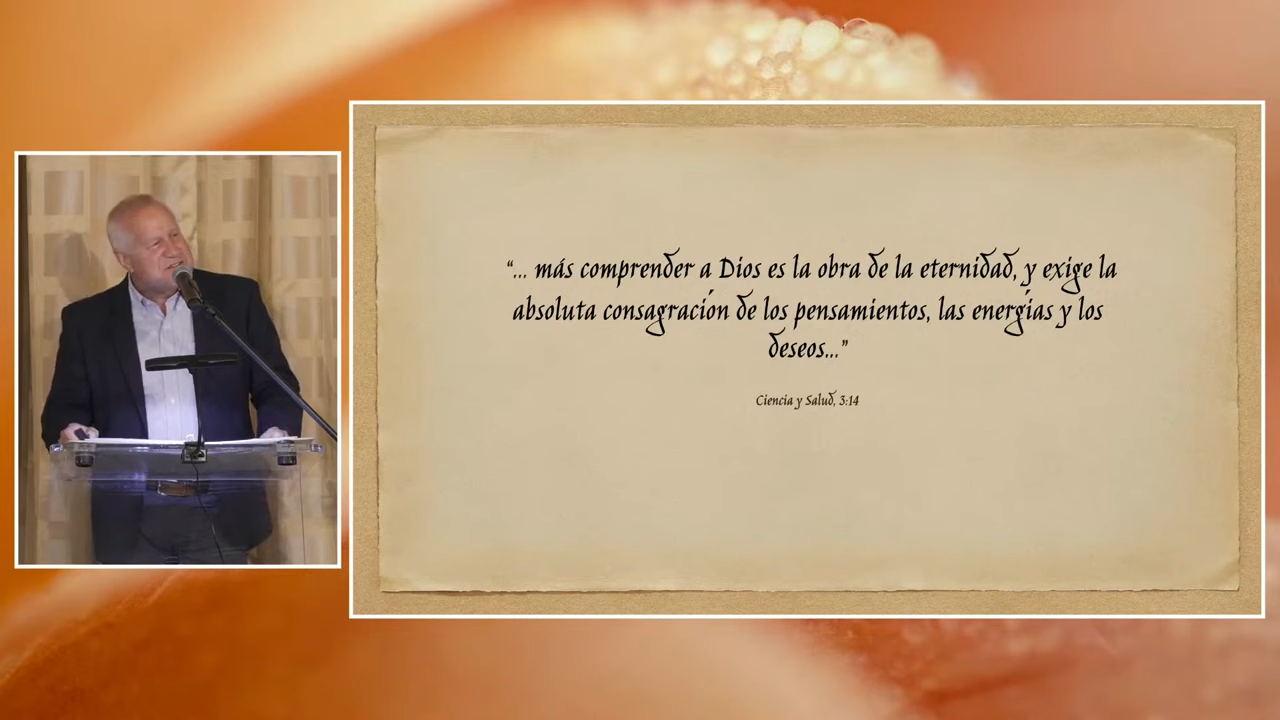 “... más comprender a Dios es la obra de la eternidad, y exige la
absoluta consagración de los pensamientos, las energías y los
deseos...”
Ciencia y Salud, 3:14